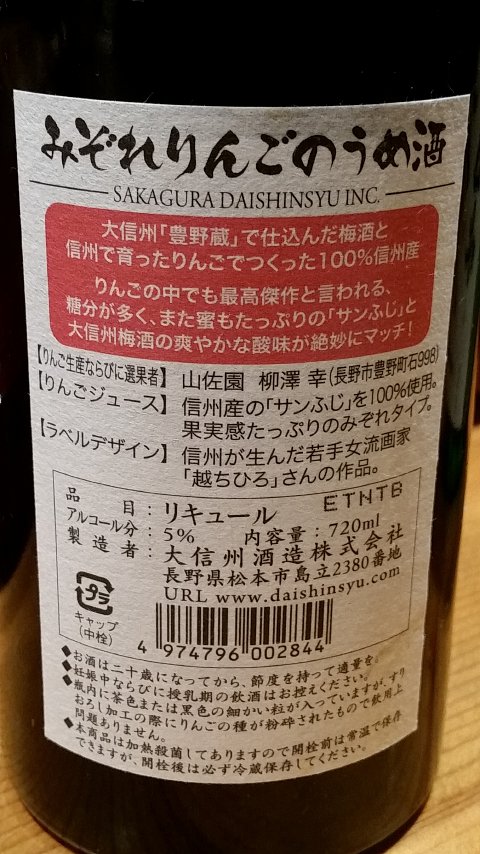 みぞれりんごのうめ酒
SAKAGURA DAISHINSYU INC.
大信州「豊野蔵」で仕込んだ梅酒と
信州で育ったりんごでつくった100%信州産
りんごの中でも最高傑作と言われる、
糖分が多く、また蜜もたっぷりの「サンふじ」と
大信州梅酒の爽やかな酸味が絶妙にマッチ!
【りんご生産ならびに選果者】 山佐園 柳澤 幸(長野市豊野町石998)
【りんごジュース】 信州産の「サンふじ」を100%使用。
果実感たっぷりのみぞれタイプ。
【ラベルデザイン】 信州が生んだ若手女流画家
「越ちひろ」さんの作品。
品 目:リキュール ETNTB
アルコール分:5% 内容量:720ml
製造者:大信州酒造株式会社
長野県松本市島立2380番地
URL www.daishinsyu.com
プラ
キャップ
(中栓)
4 974796 002844
◆お酒は二十歳になってから、節度を持って適量を。
◆妊娠中ならびに授乳期の飲酒はお控えください。
◆瓶内に茶色または黒色の細かい粒が入っていますが、すり
おろし加工の際にりんごの種が粉砕されたもので飲用上
問題ありません。
◆本商品は加熱殺菌してありますので開栓前は常温で保存
できますが、開栓後は必ず冷蔵保存してください。